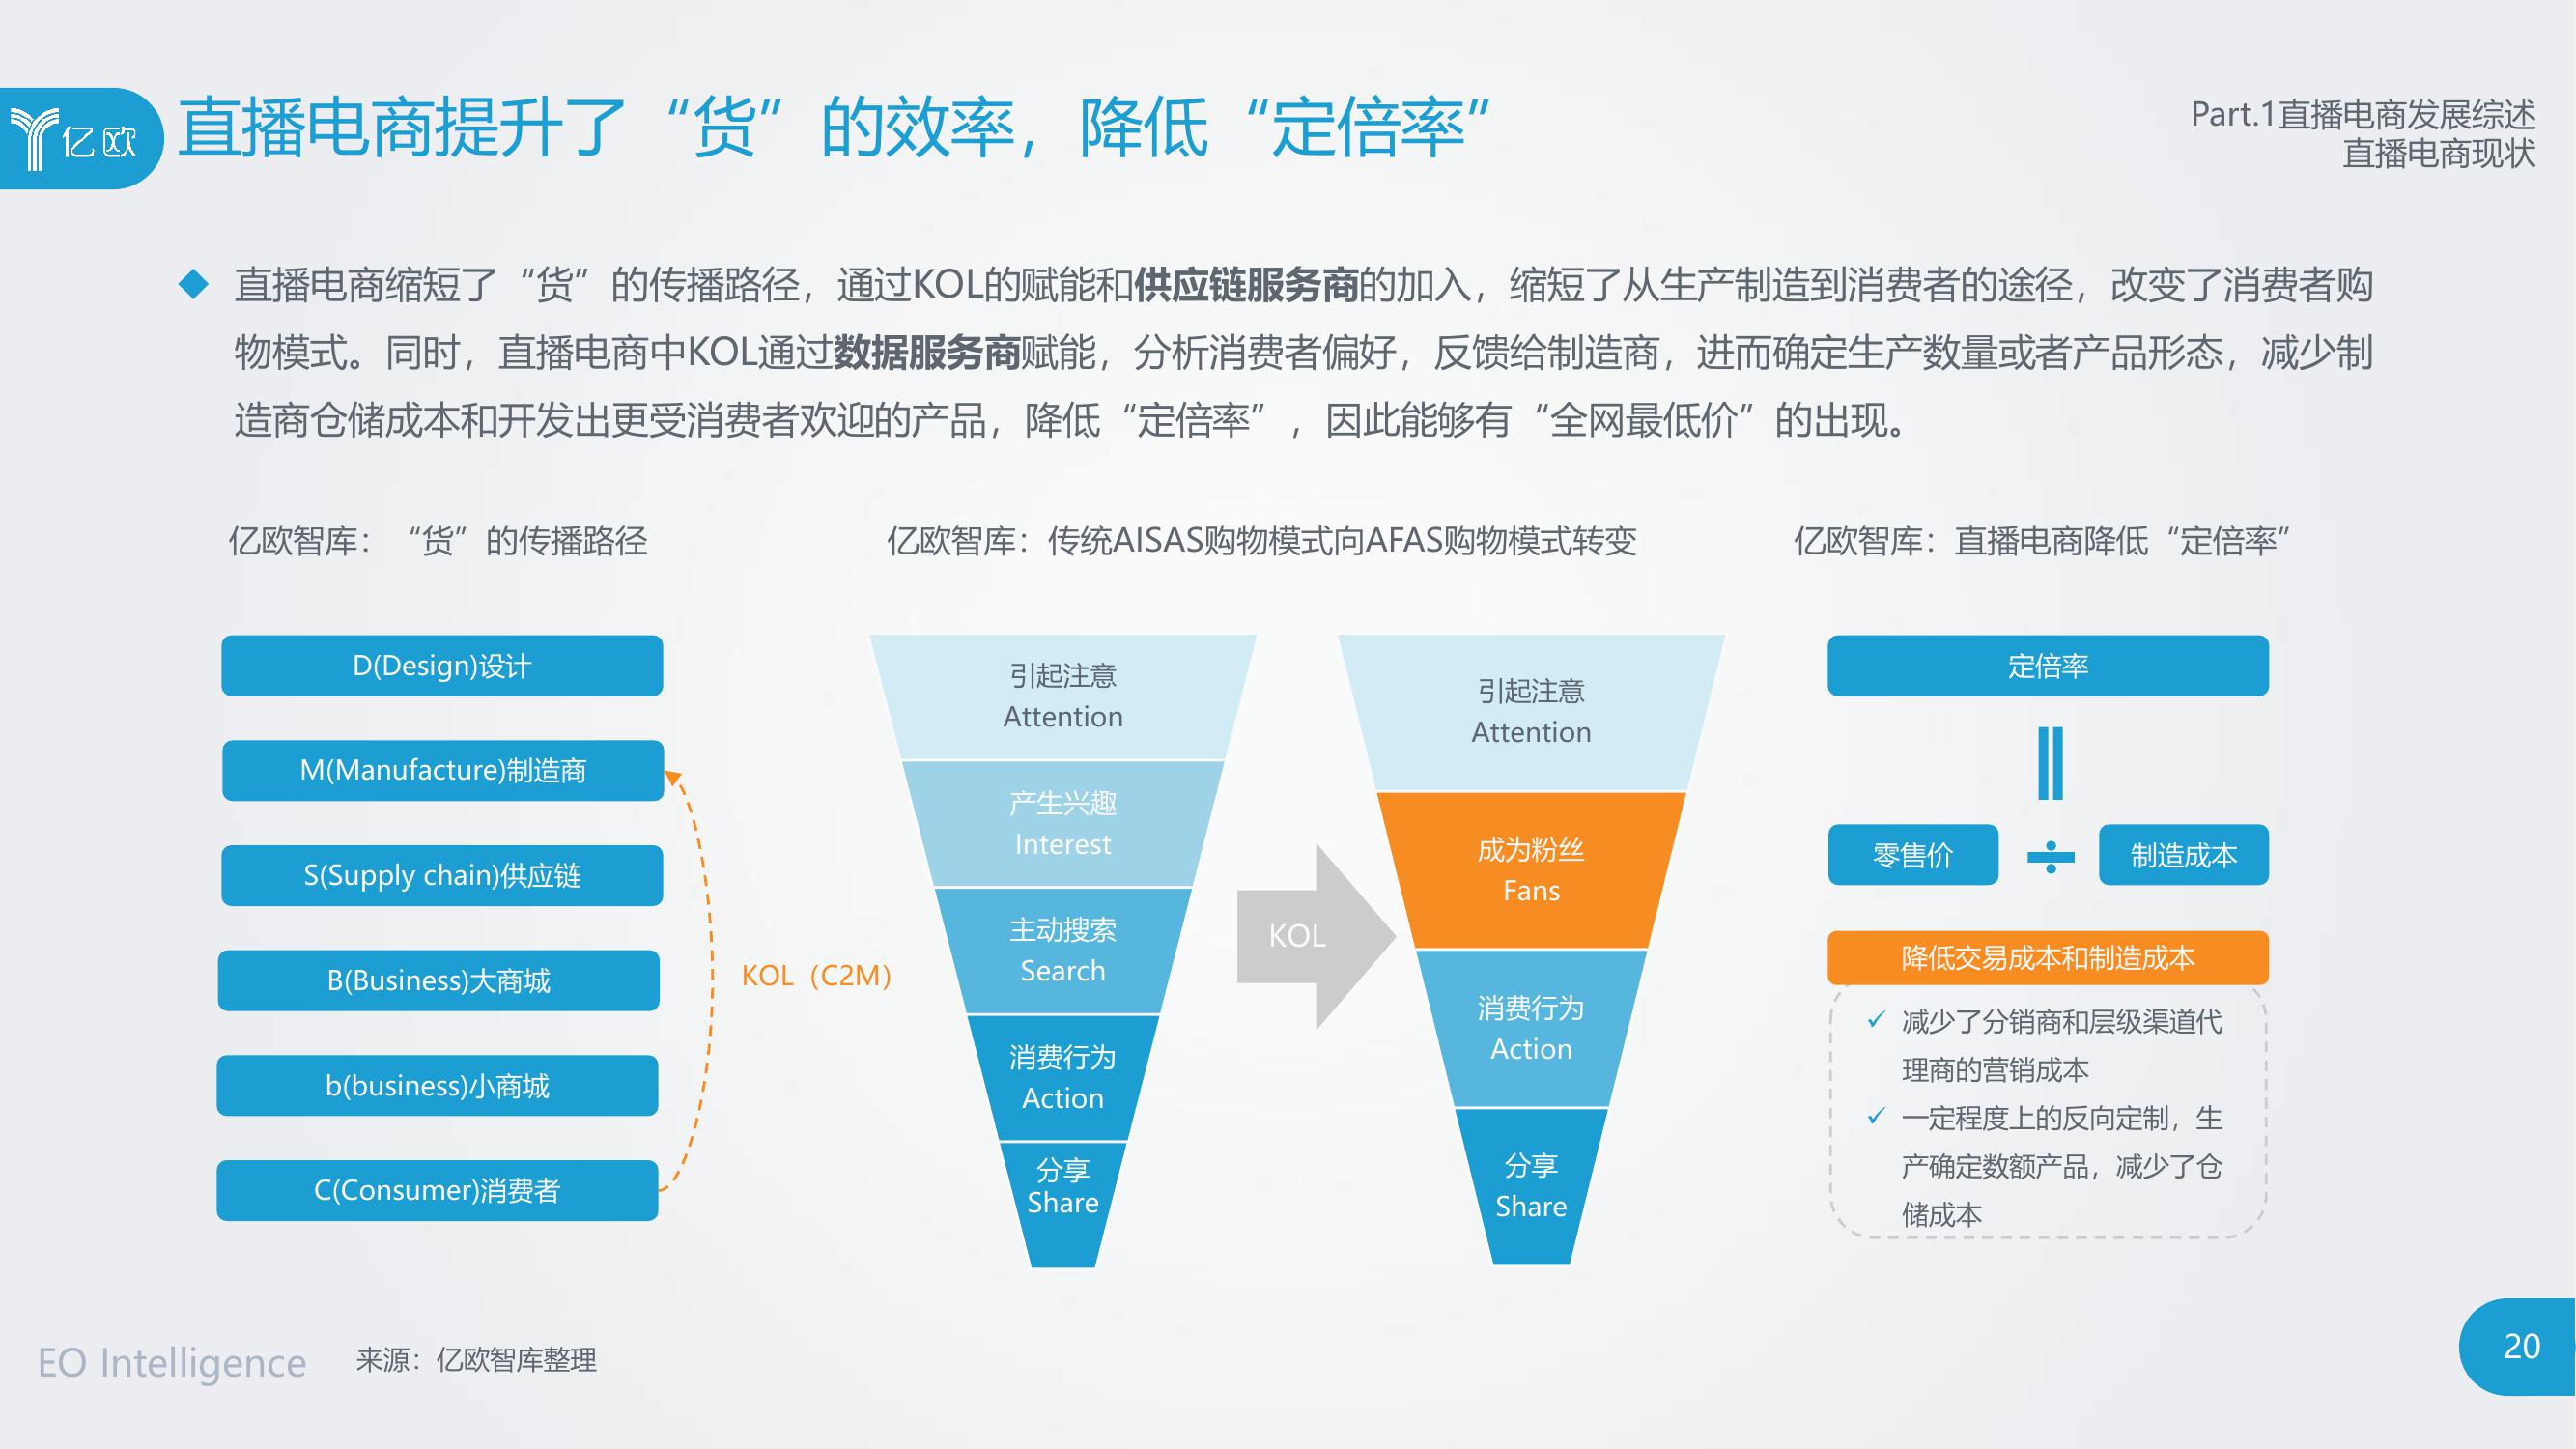 亿欧
直播电商提升了“货”的效率，降低“定倍率”
Part.1直播电商发展综述
直播电商现状
直播电商缩短了“货”的传播路径，通过KOL的赋能和供应链服务商的加入，缩短了从生产制造到消费者的途径，改变了消费者购
物模式。同时，直播电商中KOL通过数据服务商赋能，分析消费者偏好，反馈给制造商，进而确定生产数量或者产品形态，减少制
造商仓储成本和开发出更受消费者欢迎的产品，降低“定倍率”，因此能够有“全网最低价”的出现。
亿欧智库：“货”的传播路径
D(Design)设计
M(Manufacture)制造商
S(Supply chain)供应链
B(Business)大商城
b(business)小商城
C(Consumer)消费者
KOL（C2M）
亿欧智库：传统AISAS购物模式向AFAS购物模式转变
引起注意
Attention
产生兴趣
Interest
主动搜索
Search
消费行为
Action
分享
Share
KOL
引起注意
Attention
成为粉丝
Fans
消费行为
Action
分享
Share
亿欧智库：直播电商降低“定倍率”
定倍率
零售价
÷
制造成本
降低交易成本和制造成本
✓ 减少了分销商和层级渠道代
理商的营销成本
✓ 一定程度上的反向定制，生
产确定数额产品，减少了仓
储成本
EO Intelligence
来源：亿欧智库整理
20